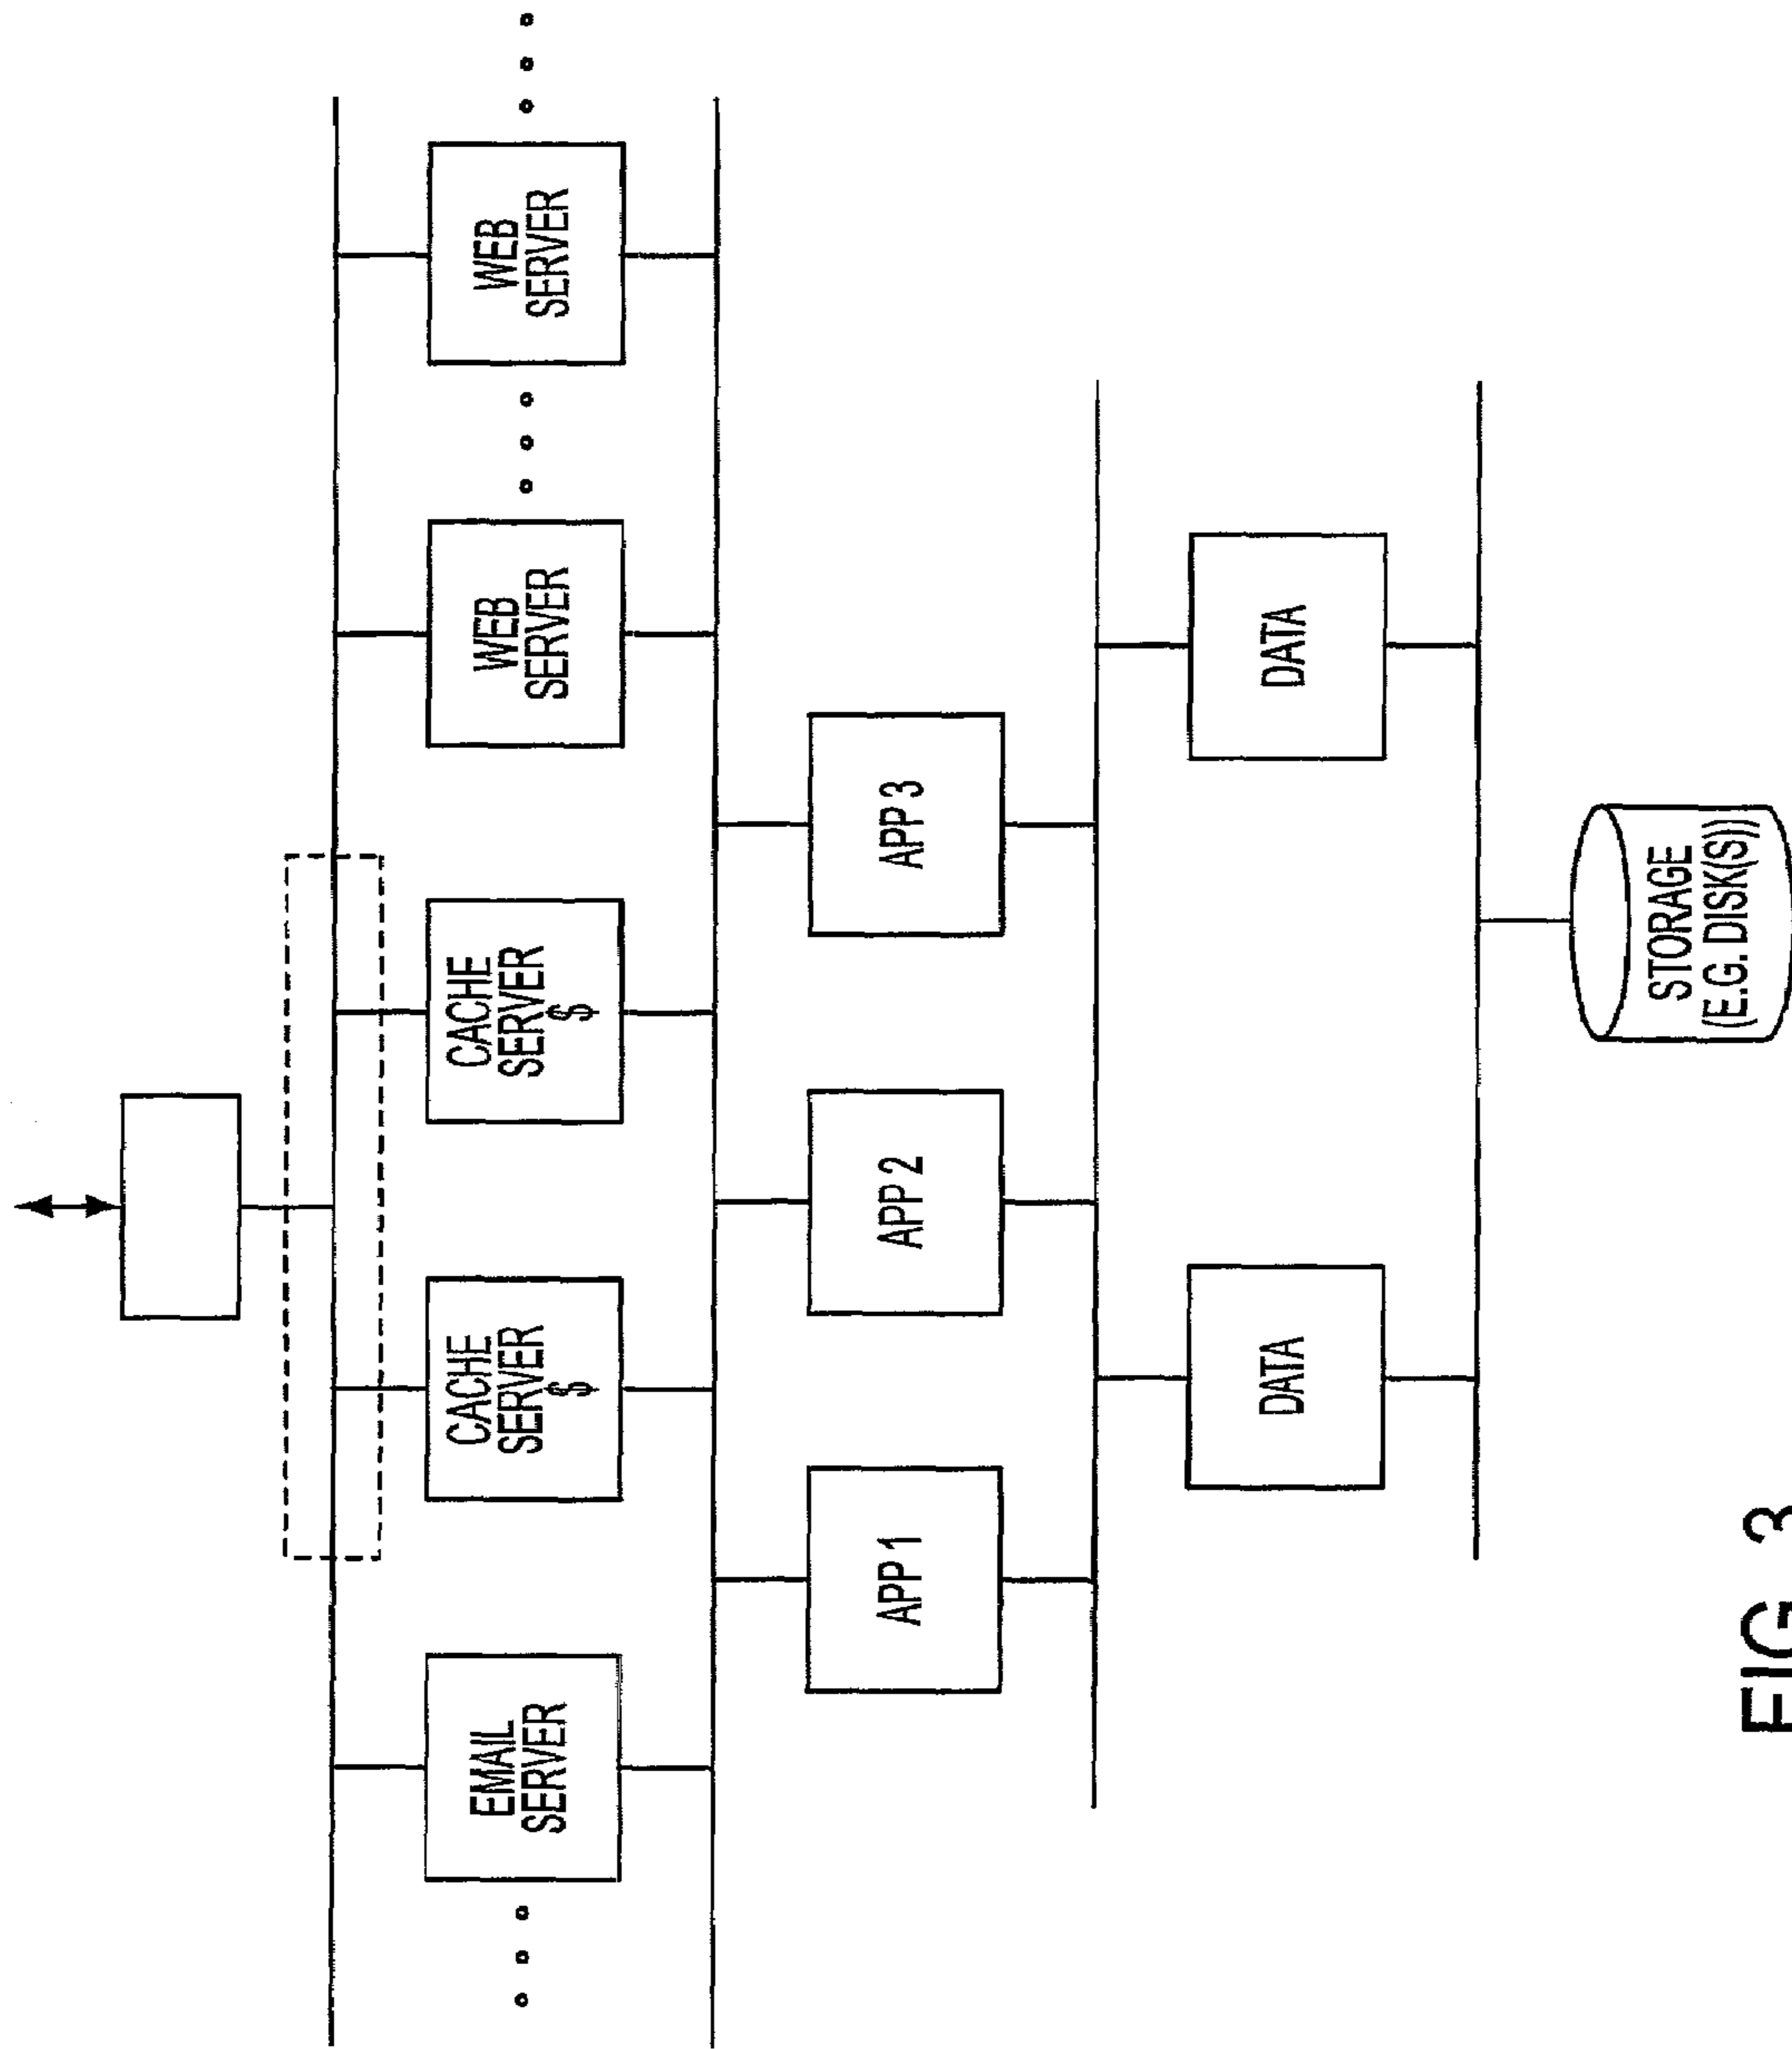 EMAIL
SERVER
CACHE
SERVER
$
CACHE
SERVER
$
WEB
SERVER
WEB
SERVER
APP 1
APP 2
APP 3
DATA
DATA
STORAGE
(E.G. DISK(S))
FIG. 3